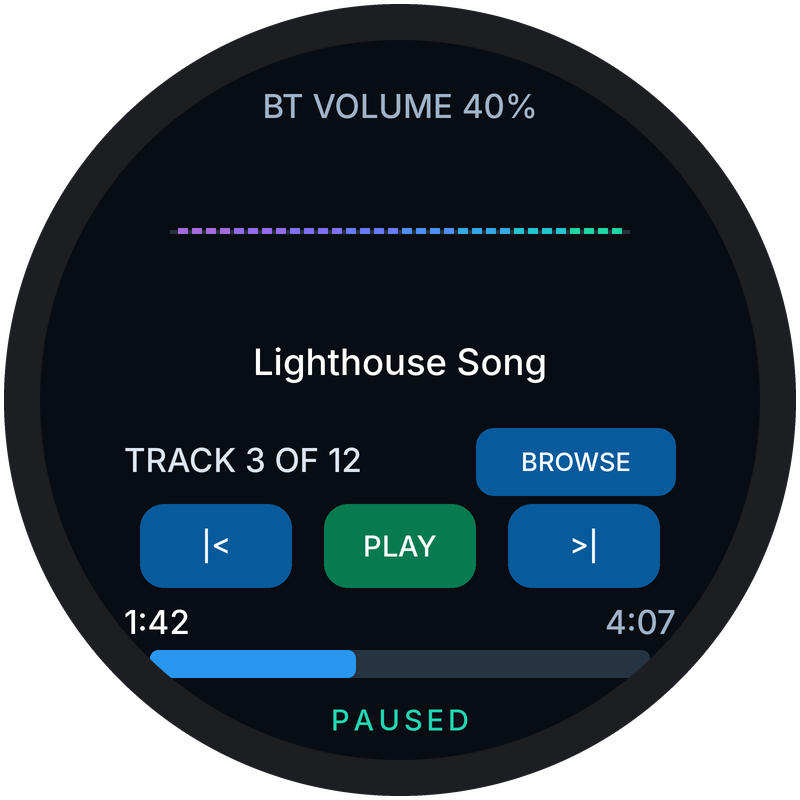 BT VOLUME 40%
Lighthouse Song
TRACK 3 OF 12 BROWSE
|< PLAY >|
1:42 4:07
PAUSED